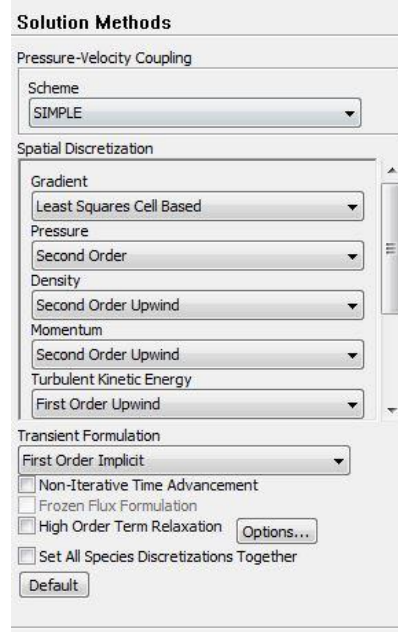 Solution Methods
Pressure-Velocity Coupling
Scheme
SIMPLE
Spatial Discretization
Gradient
Least Squares Cell Based
Pressure
Second Order
Density
Second Order Upwind
Momentum
Second Order Upwind
Turbulent Kinetic Energy
First Order Upwind
Transient Formulation
First Order Implicit
Non-Iterative Time Advancement
Frozen Flux Formulation
High Order Term Relaxation Options...
Set All Species Discretizations Together
Default